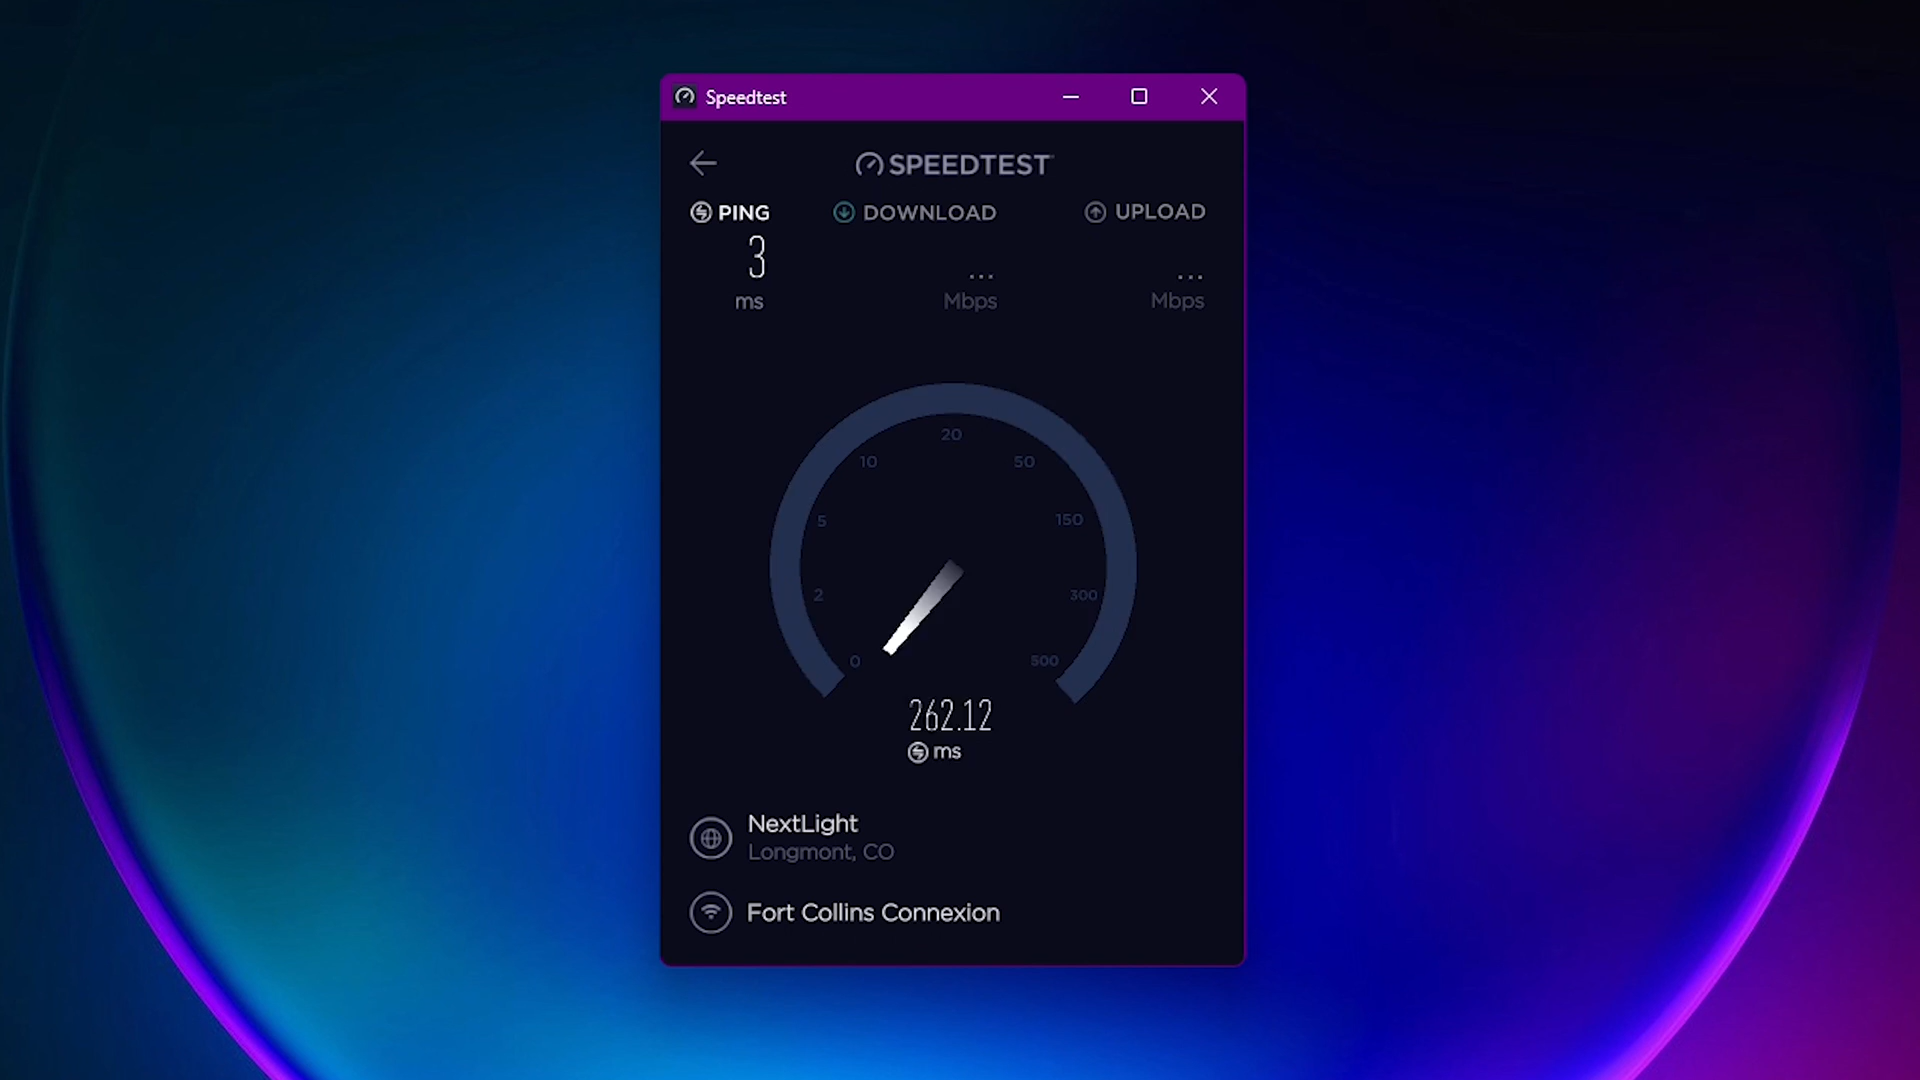 Speedtest
SPEEDTEST
PING DOWNLOAD UPLOAD
3 ... ...
ms Mbps Mbps
20
10 50
5 150
2 300
0 500
262.12
ms
NextLight
Longmont, CO
Fort Collins Connexion